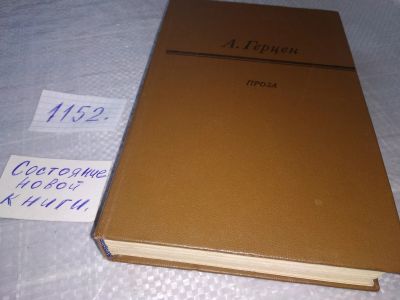 А. Герцен
ПРОЗА
1152.
Состояние
новой
книги.